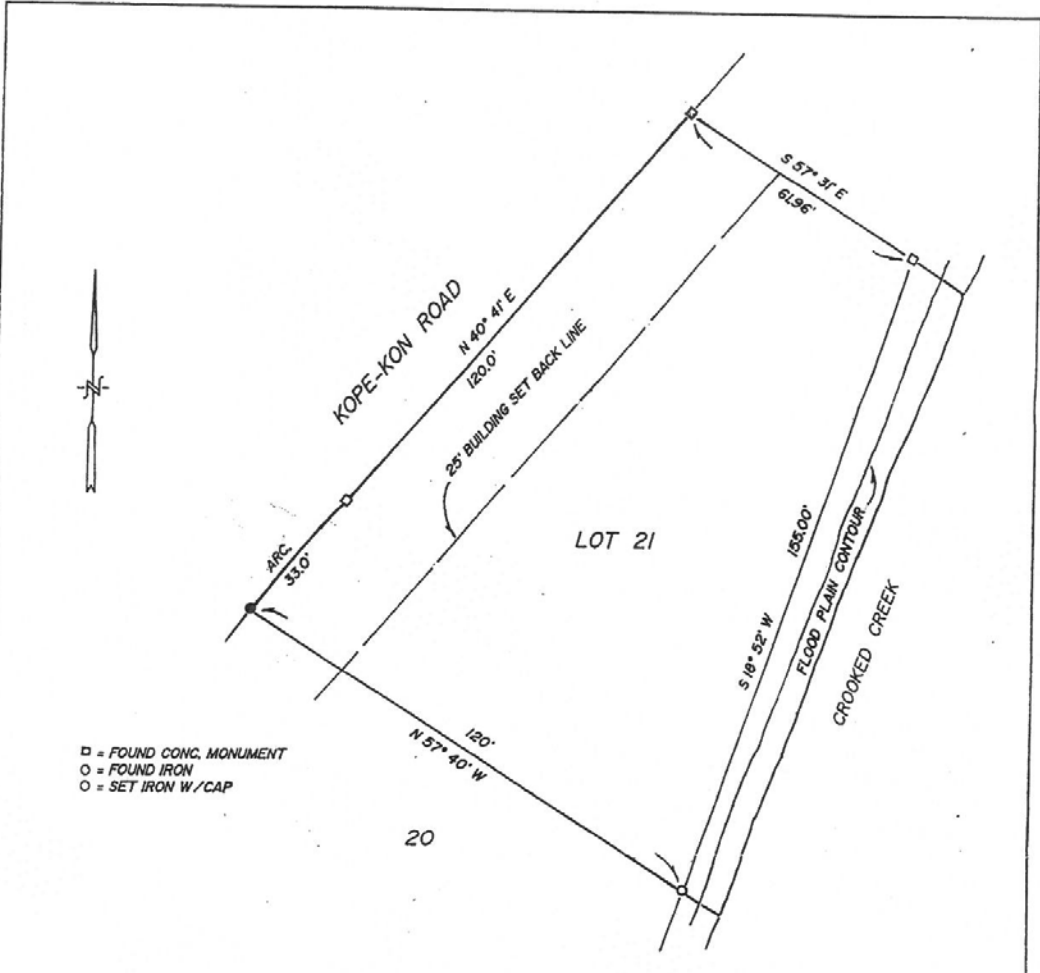 S 57° 31' E
61.96'
KOPE-KON ROAD
N 40° 41' E
120.0'
25' BUILDING SET BACK LINE
N
ARC.
33.0'
LOT 21
155.00'
S 18° 52' W
FLOOD PLAIN CONTOUR
CROOKED CREEK
120'
N 57° 40' W
□ = FOUND CONC. MONUMENT
○ = FOUND IRON
○ = SET IRON W/CAP
20